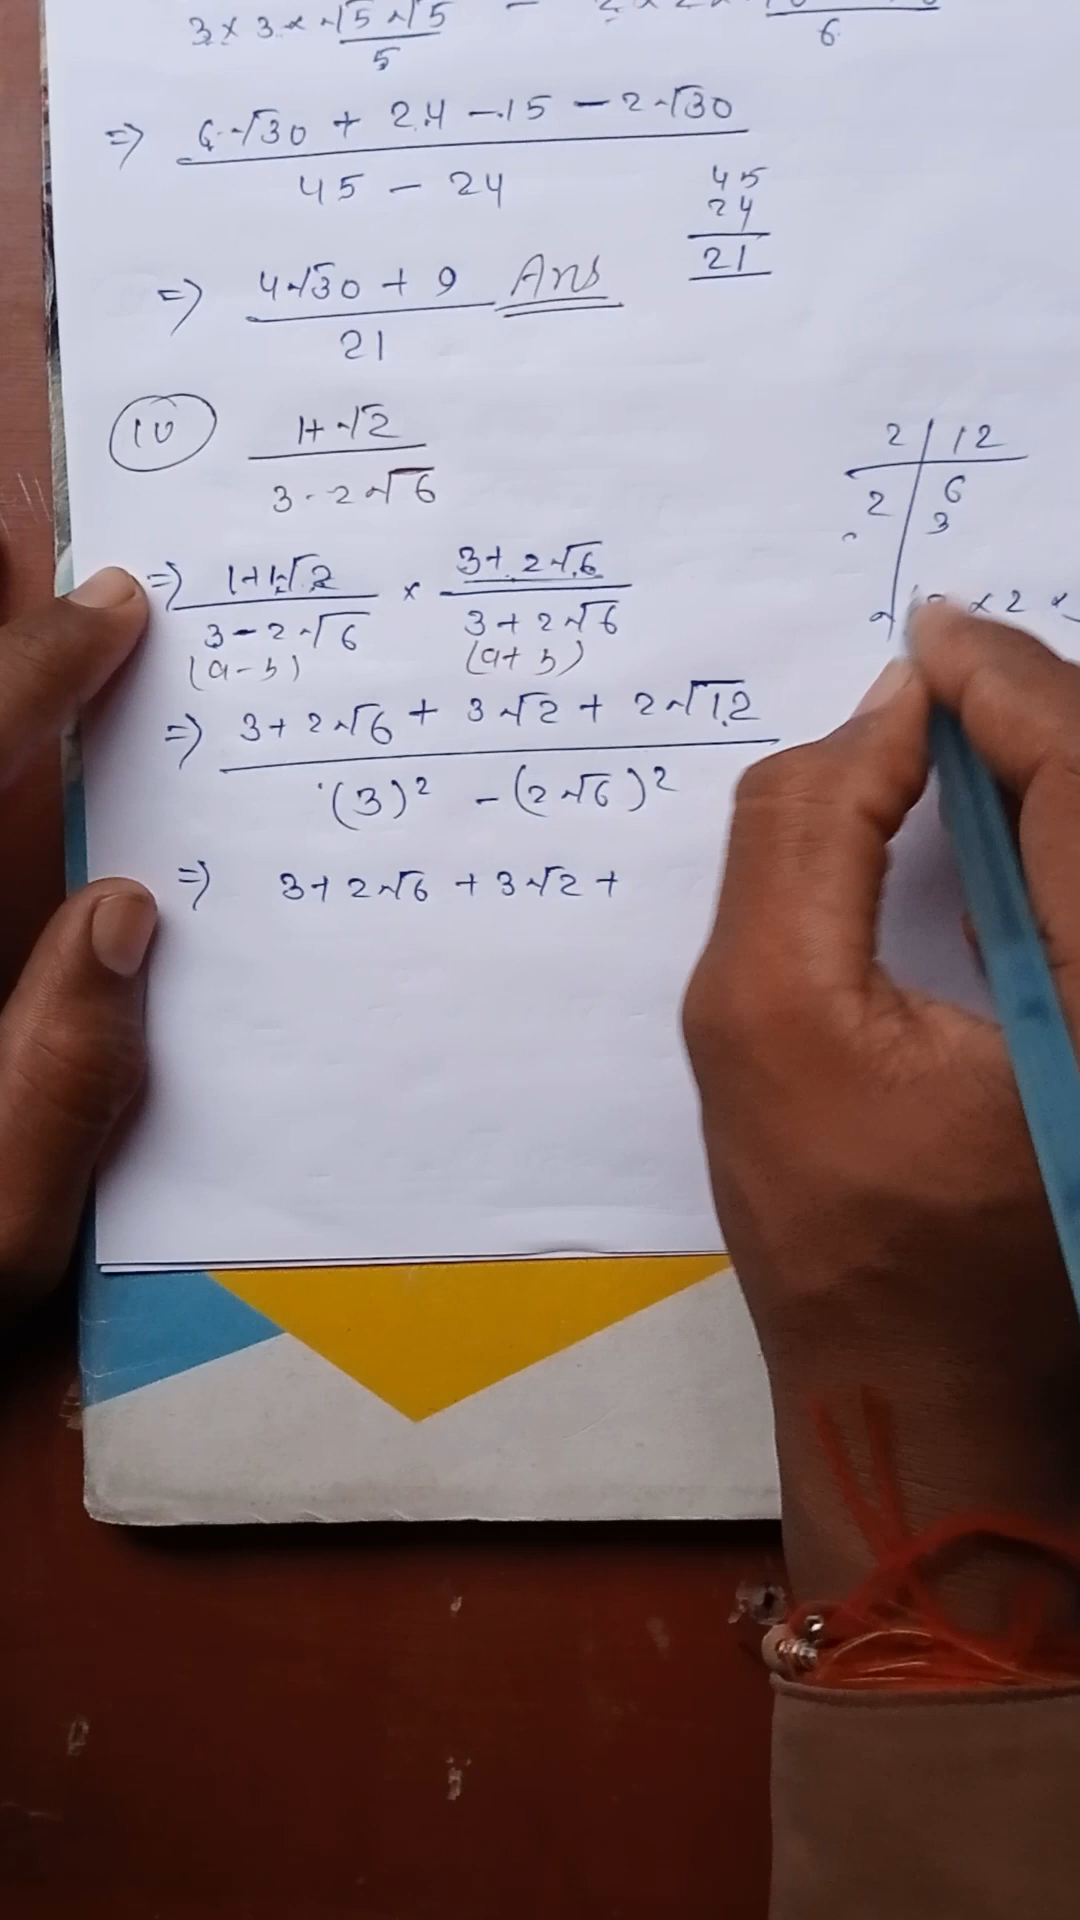 3 × 3 × √5 √5
5
6
=> 6√30 + 24 - 15 - 2√30
45 - 24
45
24
21
=> 4√30 + 9 Ans
21
(iv) 1+√2
3-2√6
2 | 12
2 | 6
3
=> 1+√2 × 3+2√6
3-2√6 3+2√6
(a-b) (a+b)
=> 3+2√6 + 3√2 + 2√12
(3)² - (2√6)²
=> 3+2√6 + 3√2 +
× 2 ×